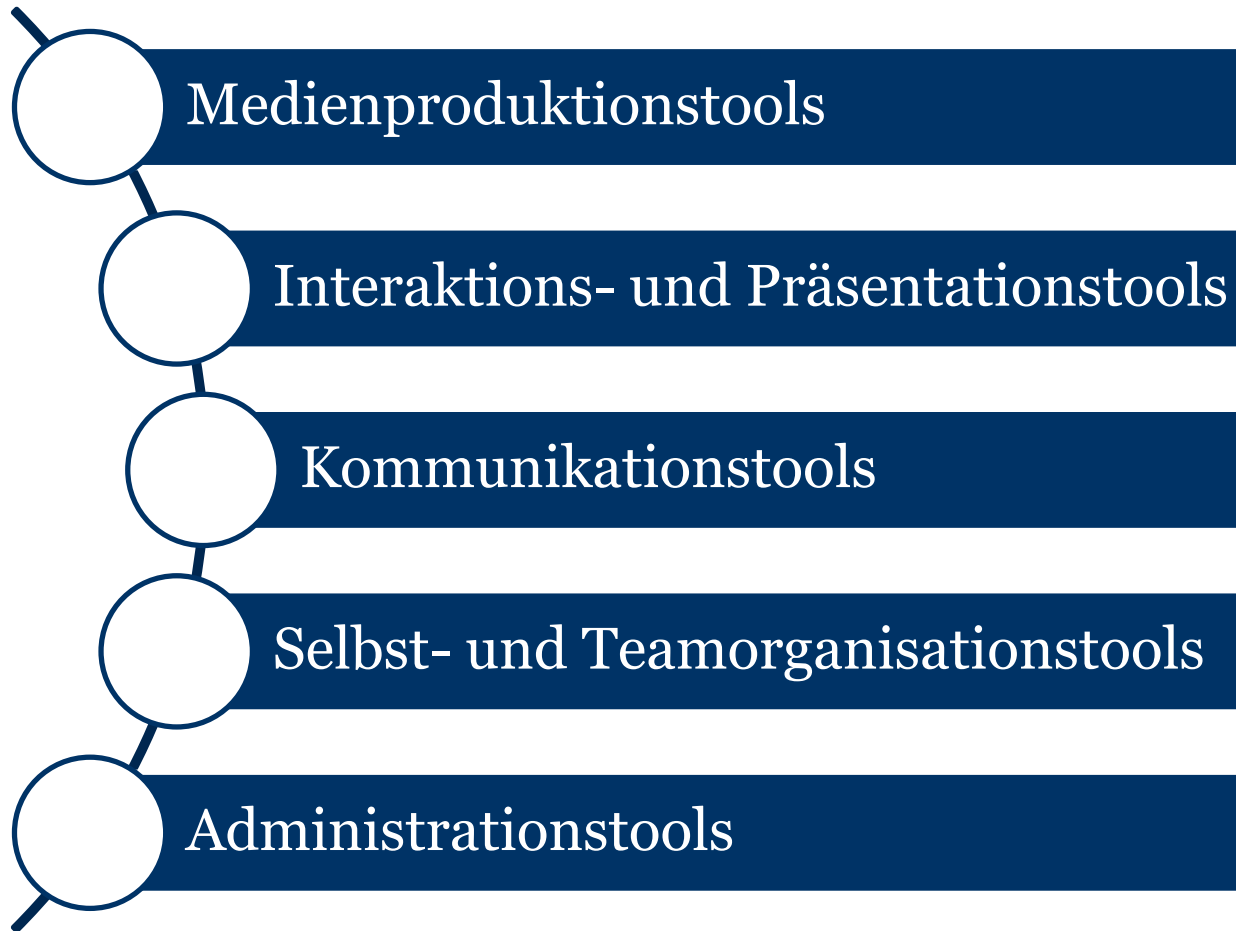 Medienproduktionstools
Interaktions- und Präsentationstools
Kommunikationstools
Selbst- und Teamorganisationstools
Administrationstools